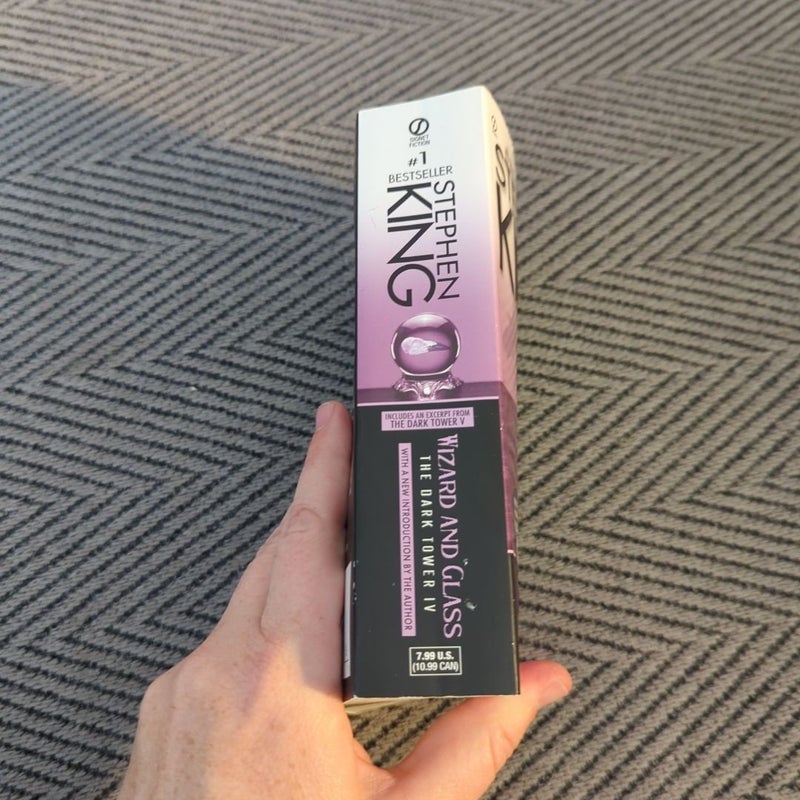 SIGNET
FICTION
#1
BESTSELLER
STEPHEN
KING
INCLUDES AN EXCERPT FROM
THE DARK TOWER V
WIZARD AND GLASS
THE DARK TOWER IV
WITH A NEW INTRODUCTION BY THE AUTHOR
7.99 U.S.
(10.99 CAN)